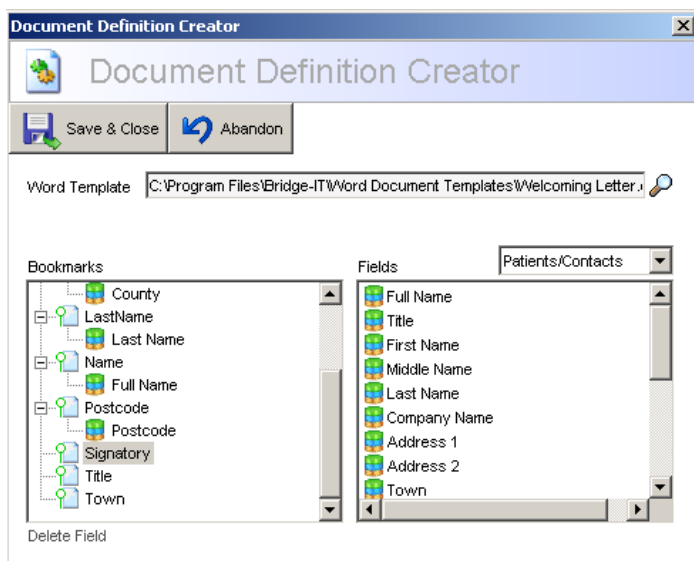 Document Definition Creator
Document Definition Creator
Save & Close Abandon
Word Template C:\Program Files\Bridge-IT\Word Document Templates\Welcoming Letter.
Bookmarks Fields Patients/Contacts
County
LastName
Last Name
Name
Full Name
Postcode
Postcode
Signatory
Title
Town
Full Name
Title
First Name
Middle Name
Last Name
Company Name
Address 1
Address 2
Town
Delete Field